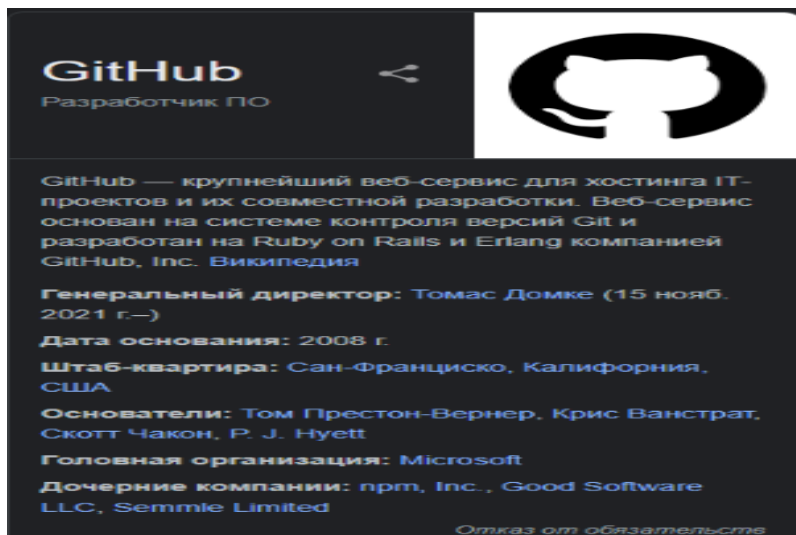 GitHub
Разработчик ПО
GitHub — крупнейший веб-сервис для хостинга IT-
проектов и их совместной разработки. Веб-сервис
основан на системе контроля версий Git и
разработан на Ruby on Rails и Erlang компанией
GitHub, Inc. Википедия
Генеральный директор: Томас Домке (15 нояб.
2021 г.–)
Дата основания: 2008 г.
Штаб-квартира: Сан-Франциско, Калифорния,
США
Основатели: Том Престон-Вернер, Крис Ванстрат,
Скотт Чакон, P. J. Hyett
Головная организация: Microsoft
Дочерние компании: npm, Inc., Good Software
LLC, Semmle Limited
Отказ от обязательств